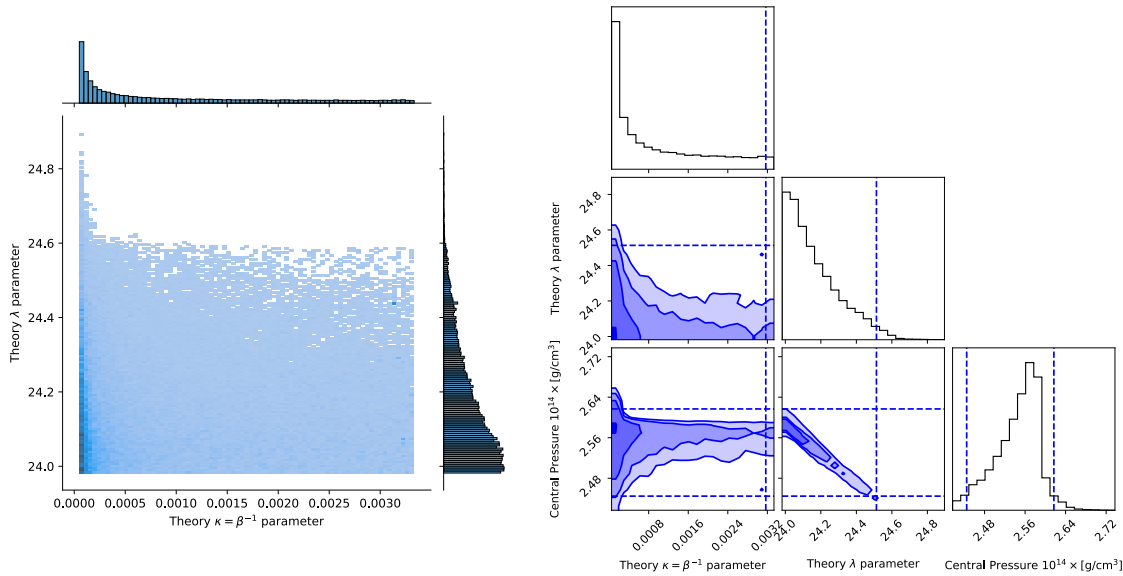 24.8
24.6
24.4
24.2
24.0
Theory λ parameter
0.0000 0.0005 0.0010 0.0015 0.0020 0.0025 0.0030
Theory κ = β⁻¹ parameter
24.8
24.6
24.4
24.2
24.0
Theory λ parameter
2.72
2.64
2.56
2.48
Central Pressure 10¹⁴ × [g/cm³]
0.0008 0.0016 0.0024 0.0032
Theory κ = β⁻¹ parameter
24.0 24.2 24.4 24.6 24.8
Theory λ parameter
2.48 2.56 2.64 2.72
Central Pressure 10¹⁴ × [g/cm³]